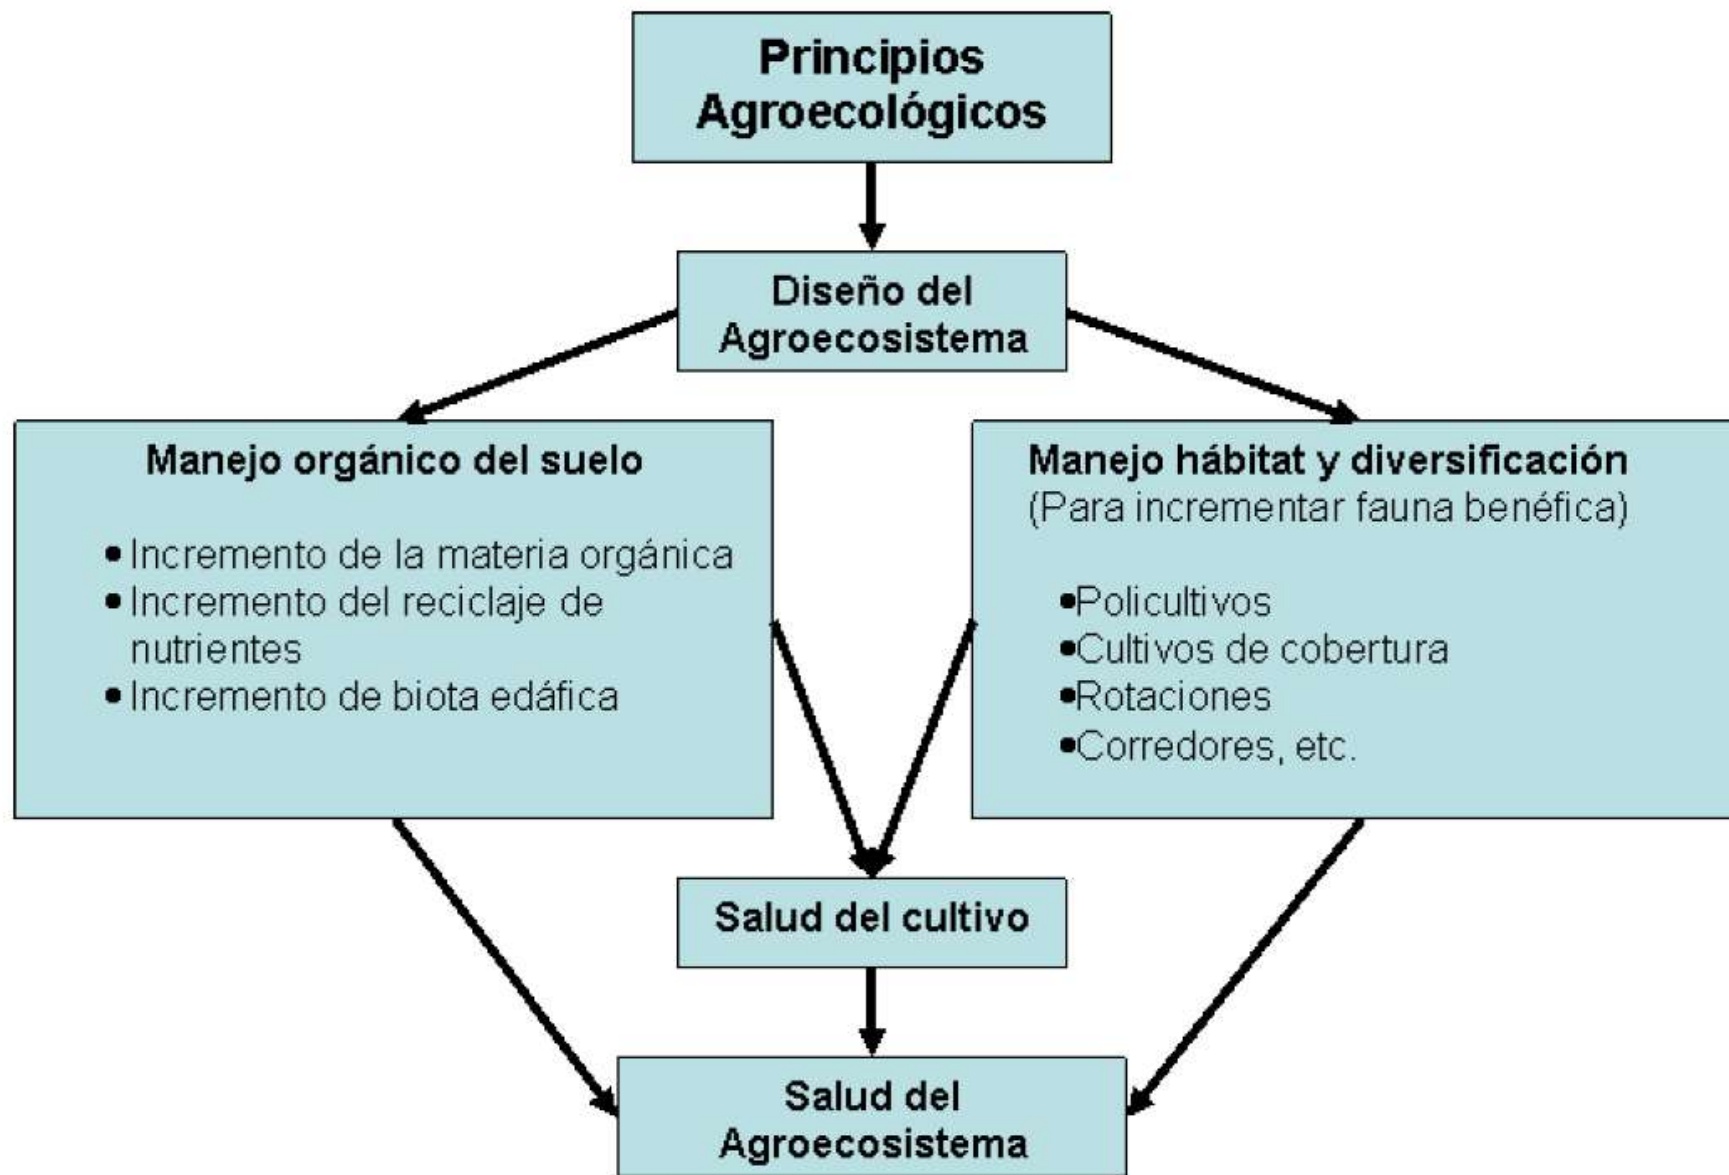 Principios
Agroecológicos
Diseño del
Agroecosistema
Manejo orgánico del suelo
• Incremento de la materia orgánica
• Incremento del reciclaje de
nutrientes
• Incremento de biota edáfica
Manejo hábitat y diversificación
(Para incrementar fauna benéfica)
•Policultivos
•Cultivos de cobertura
•Rotaciones
•Corredores, etc.
Salud del cultivo
Salud del
Agroecosistema